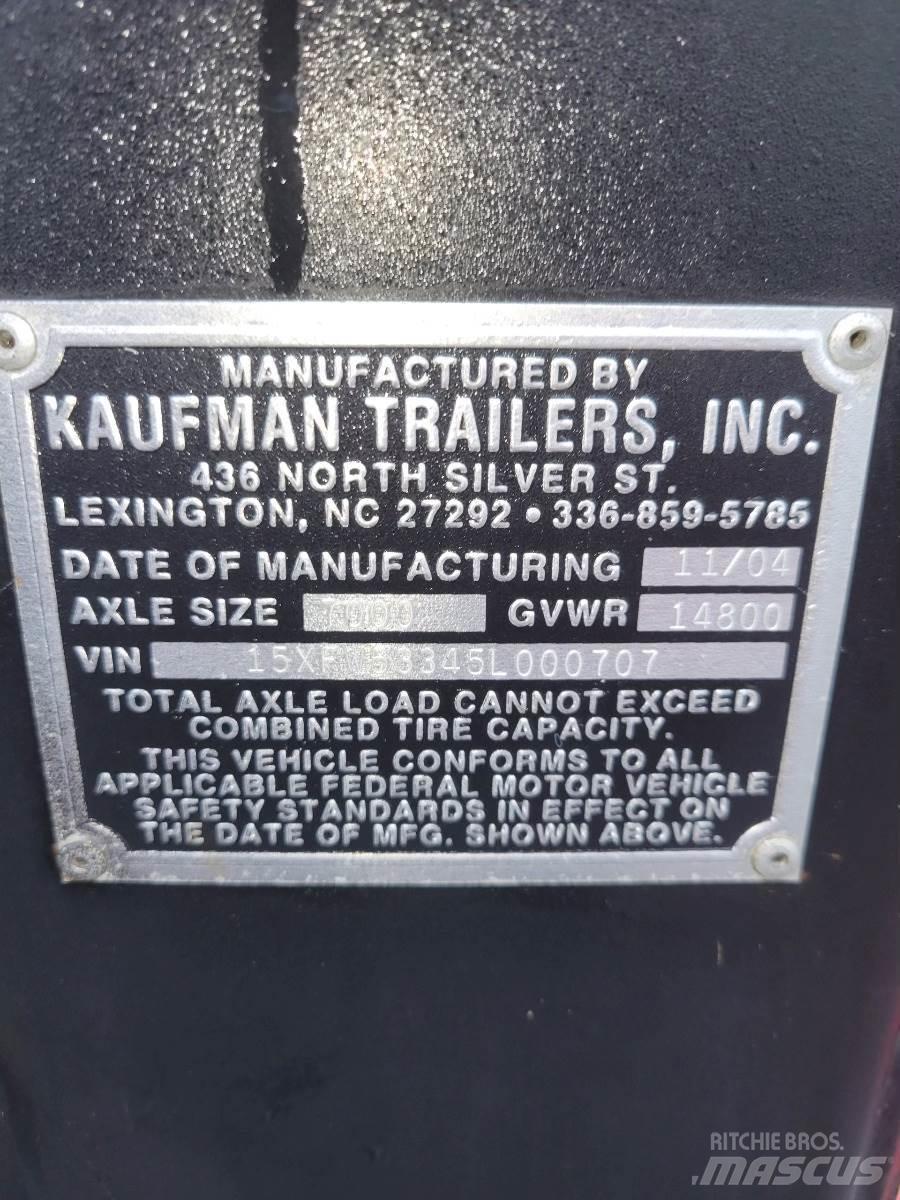 MANUFACTURED BY
KAUFMAN TRAILERS, INC.
436 NORTH SILVER ST.
LEXINGTON, NC 27292 • 336-859-5785
DATE OF MANUFACTURING 11/04
AXLE SIZE 7000 GVWR 14800
VIN
TOTAL AXLE LOAD CANNOT EXCEED
COMBINED TIRE CAPACITY.
THIS VEHICLE CONFORMS TO ALL
APPLICABLE FEDERAL MOTOR VEHICLE
SAFETY STANDARDS IN EFFECT ON
THE DATE OF MFG. SHOWN ABOVE.
RITCHIE BROS.
MASCUS